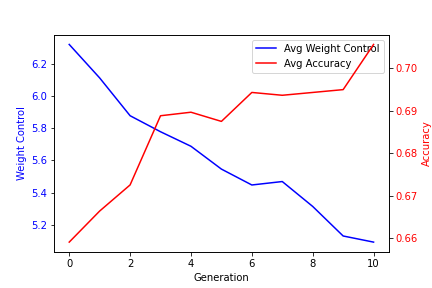 Avg Weight Control
Avg Accuracy
6.2
6.0
5.8
5.6
5.4
5.2
Weight Control
0.70
0.69
0.68
0.67
0.66
Accuracy
0 2 4 6 8 10
Generation